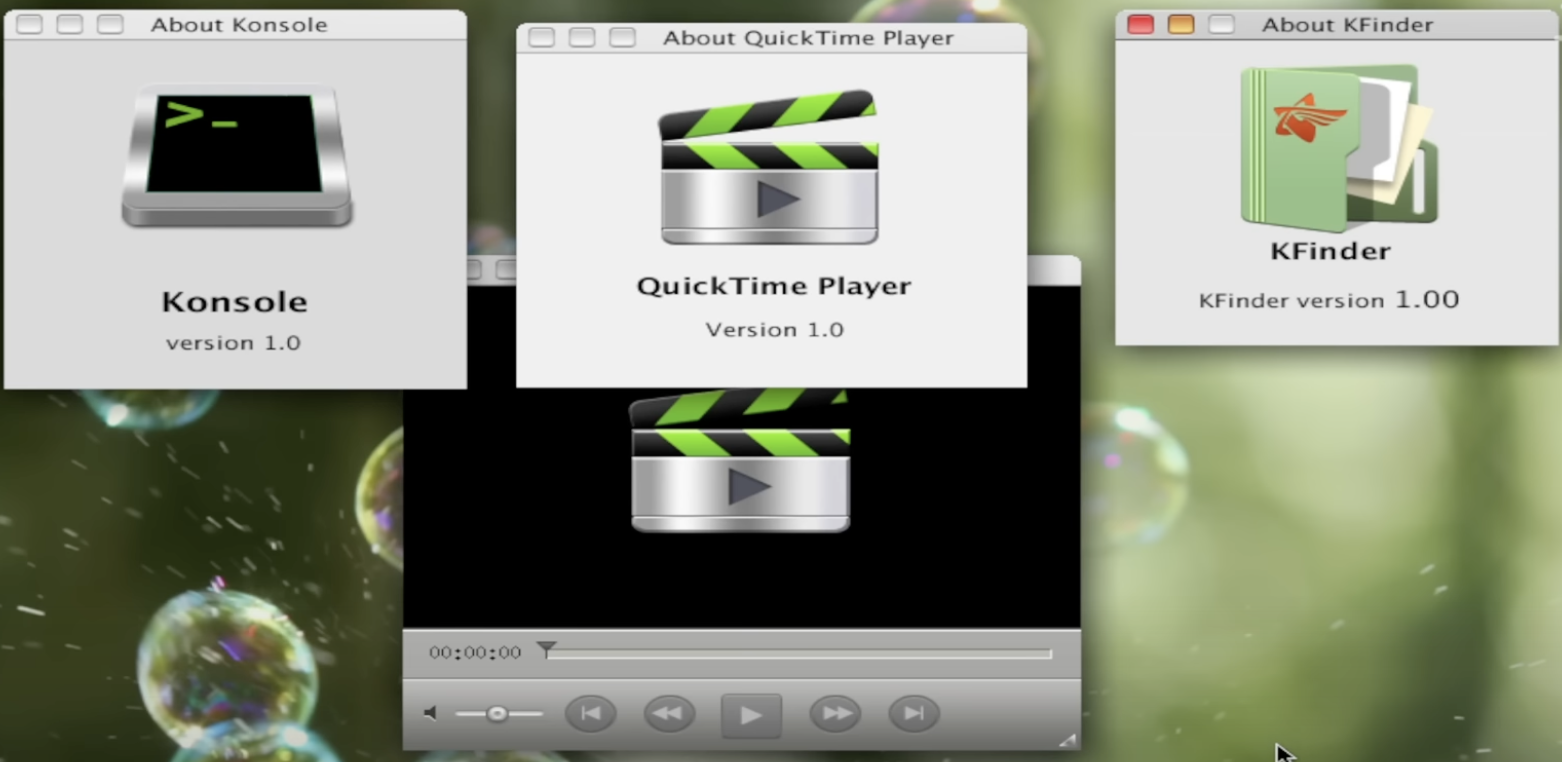 About Konsole
>_
Konsole
version 1.0
About QuickTime Player
QuickTime Player
Version 1.0
About KFinder
KFinder
KFinder version 1.00
00:00:00